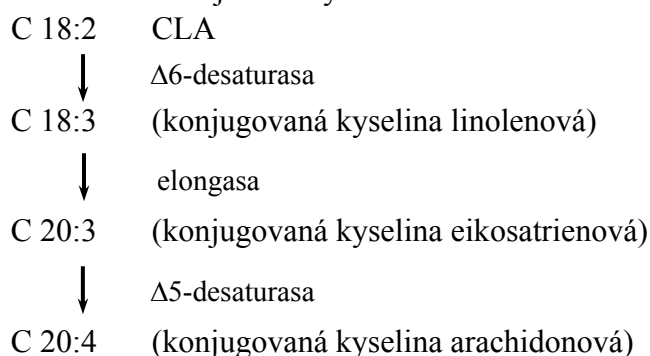 C 18:2 CLA
Δ6-desaturasa
C 18:3 (konjugovaná kyselina linolenová)
elongasa
C 20:3 (konjugovaná kyselina eikosatrienová)
Δ5-desaturasa
C 20:4 (konjugovaná kyselina arachidonová)